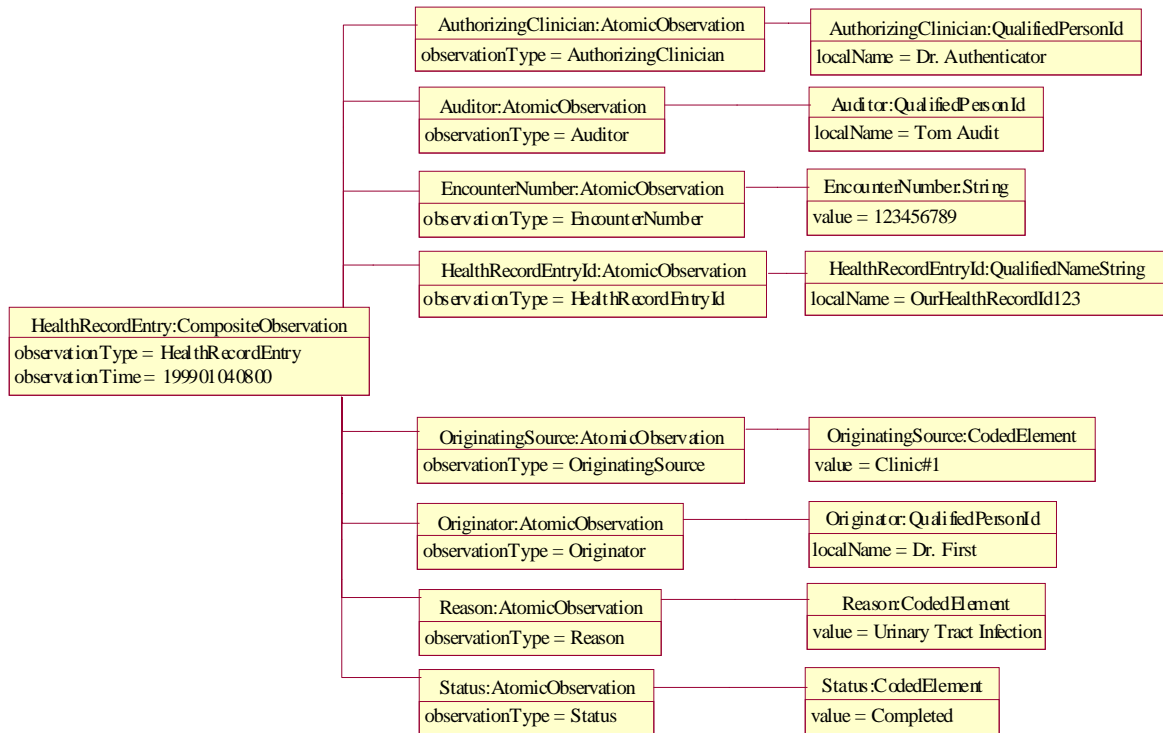 AuthorizingClinician:AtomicObservation
observationType = AuthorizingClinician
AuthorizingClinician:QualifiedPersonId
localName = Dr. Authenticator
Auditor:AtomicObservation
observationType = Auditor
Auditor:QualifiedPersonId
localName = Tom Audit
EncounterNumber:AtomicObservation
observationType = EncounterNumber
EncounterNumber:String
value = 123456789
HealthRecordEntryId:AtomicObservation
observationType = HealthRecordEntryId
HealthRecordEntryId:QualifiedNameString
localName = OurHealthRecordId123
HealthRecordEntry:CompositeObservation
observationType = HealthRecordEntry
observationTime = 199901040800
OriginatingSource:AtomicObservation
observationType = OriginatingSource
OriginatingSource:CodedElement
value = Clinic#1
Originator:AtomicObservation
observationType = Originator
Originator:QualifiedPersonId
localName = Dr. First
Reason:AtomicObservation
observationType = Reason
Reason:CodedElement
value = Urinary Tract Infection
Status:AtomicObservation
observationType = Status
Status:CodedElement
value = Completed